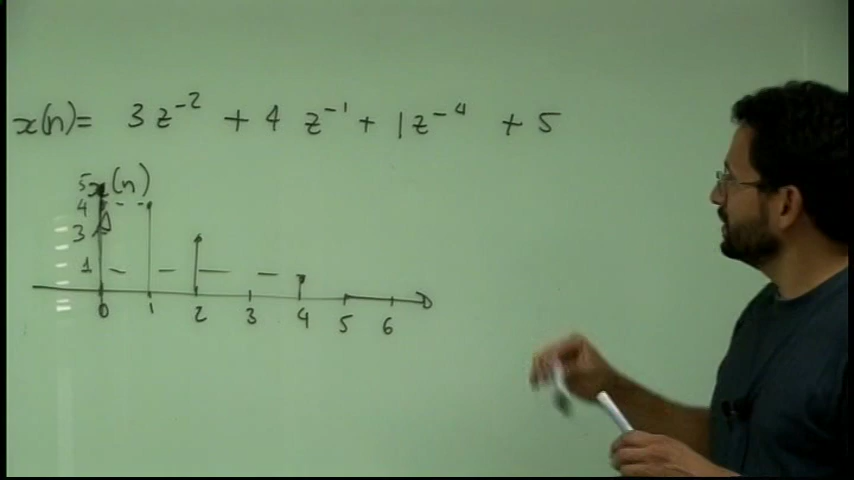 x(n)= 3z⁻² + 4 z⁻¹ + 1z⁻⁴ + 5
5 x(n)
4
3
1
0 1 2 3 4 5 6